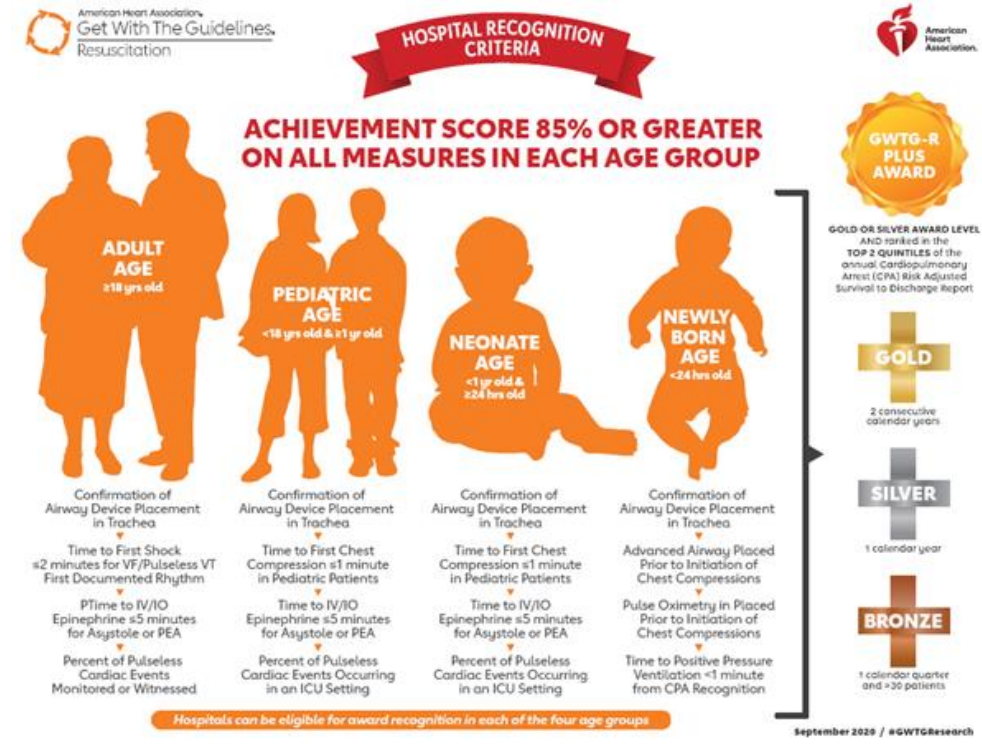 American Heart Association.
Get With The Guidelines.
Resuscitation
HOSPITAL RECOGNITION
CRITERIA
American
Heart
Association.
ACHIEVEMENT SCORE 85% OR GREATER
ON ALL MEASURES IN EACH AGE GROUP
ADULT
AGE
≥18 yrs old
PEDIATRIC
AGE
<18 yrs old & ≥1 yr old
NEONATE
AGE
<1 yr old &
≥24 hrs old
NEWLY
BORN
AGE
<24 hrs old
Confirmation of
Airway Device Placement
in Trachea
Time to First Shock
≤2 minutes for VF/Pulseless VT
First Documented Rhythm
PTime to IV/IO
Epinephrine ≤5 minutes
for Asystole or PEA
Percent of Pulseless
Cardiac Events
Monitored or Witnessed
Confirmation of
Airway Device Placement
in Trachea
Time to First Chest
Compression ≤1 minute
in Pediatric Patients
Time to IV/IO
Epinephrine ≤5 minutes
for Asystole or PEA
Percent of Pulseless
Cardiac Events Occurring
in an ICU Setting
Confirmation of
Airway Device Placement
in Trachea
Time to First Chest
Compression ≤1 minute
in Pediatric Patients
Time to IV/IO
Epinephrine ≤5 minutes
for Asystole or PEA
Percent of Pulseless
Cardiac Events Occurring
in an ICU Setting
Confirmation of
Airway Device Placement
in Trachea
Advanced Airway Placed
Prior to Initiation of
Chest Compressions
Pulse Oximetry in Placed
Prior to Initiation of
Chest Compressions
Time to Positive Pressure
Ventilation <1 minute
from CPA Recognition
Hospitals can be eligible for award recognition in each of the four age groups
GWTG-R
PLUS
AWARD
GOLD OR SILVER AWARD LEVEL
AND ranked in the
TOP 2 QUINTILES of the
annual Cardiopulmonary
Arrest (CPA) Risk Adjusted
Survival to Discharge Report
GOLD
2 consecutive
calendar years
SILVER
1 calendar year
BRONZE
1 calendar quarter
and =30 patients
September 2020 / #GWTGResearch